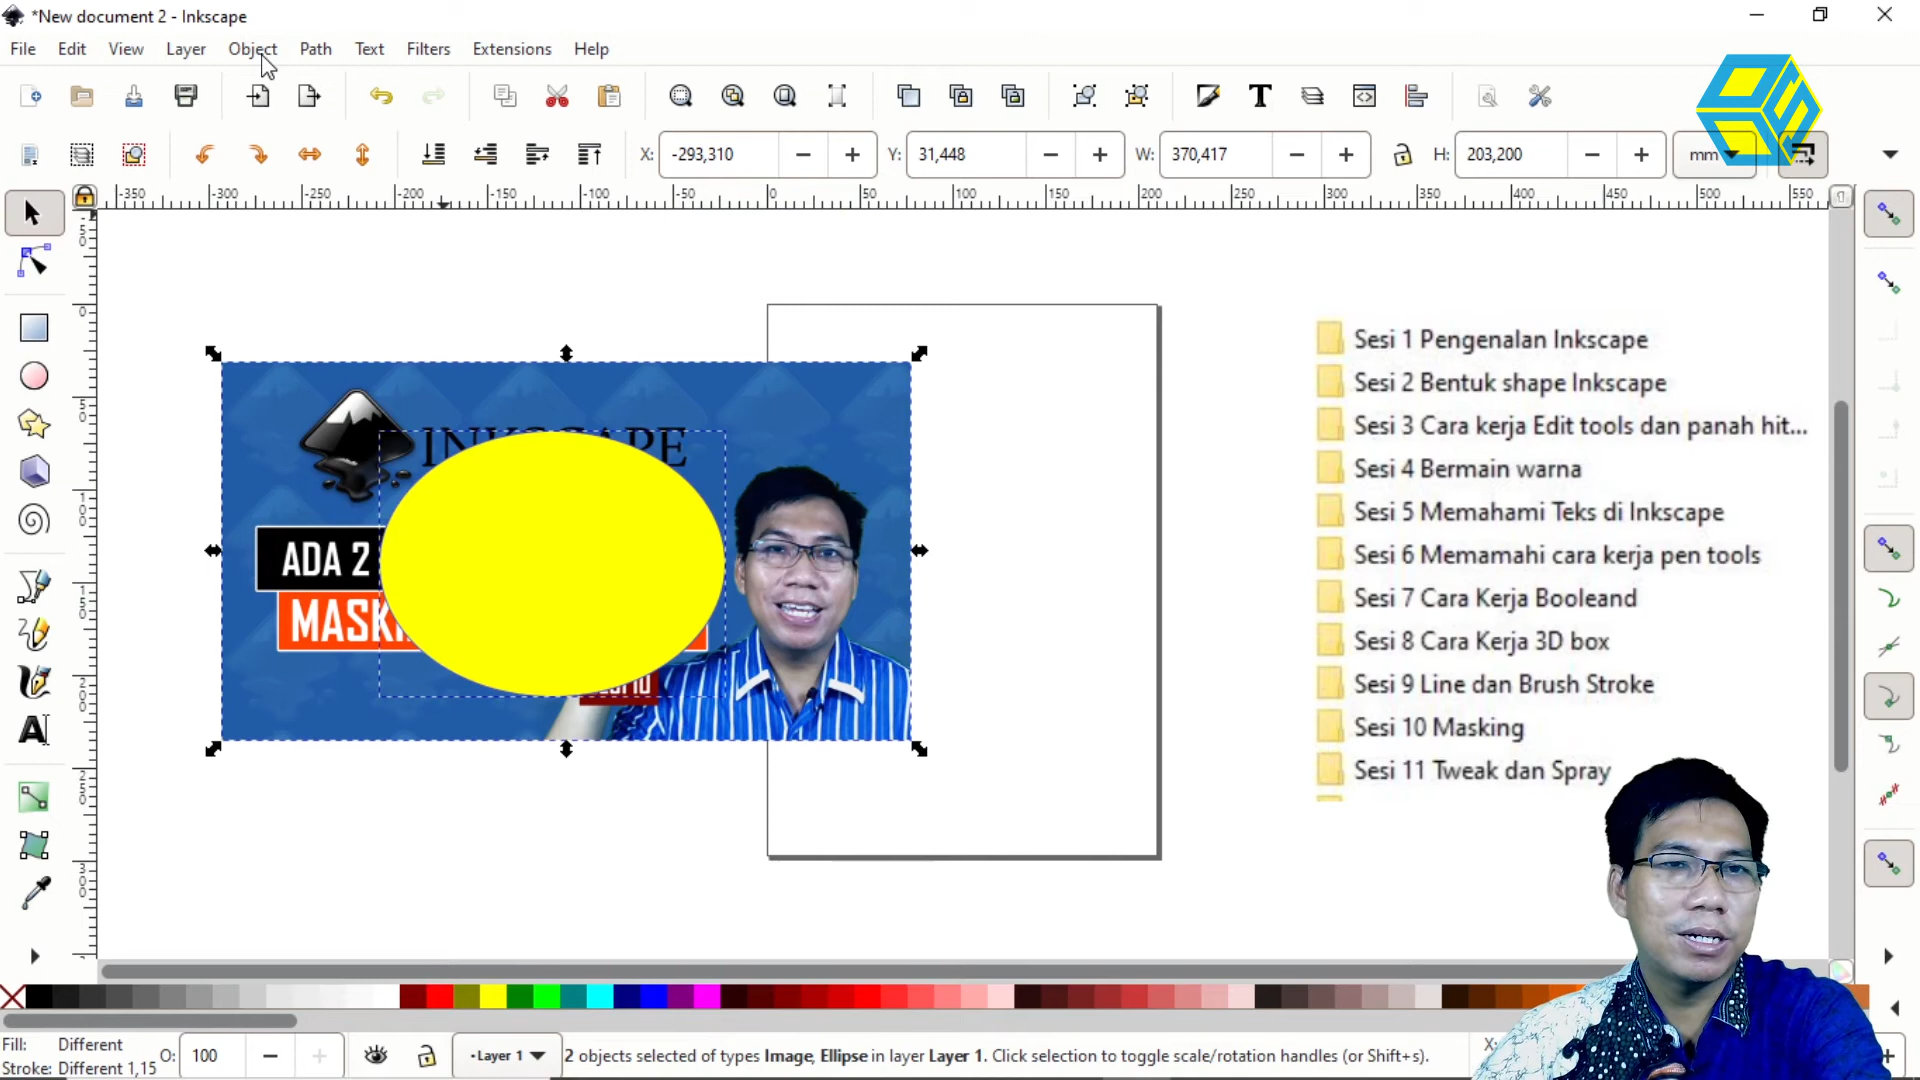 *New document 2 - Inkscape
File Edit View Layer Object Path Text Filters Extensions Help
X: -293,310 Y: 31,448 W: 370,417 H: 203,200 mm
-350 -300 -250 -200 -150 -100 -50 0 50 100 150 200 250 300 350 400 450 500 550
INKSCAPE
ADA 2
MASK
Sesi 1 Pengenalan Inkscape
Sesi 2 Bentuk shape Inkscape
Sesi 3 Cara kerja Edit tools dan panah hit...
Sesi 4 Bermain warna
Sesi 5 Memahami Teks di Inkscape
Sesi 6 Memamahi cara kerja pen tools
Sesi 7 Cara Kerja Booleand
Sesi 8 Cara Kerja 3D box
Sesi 9 Line dan Brush Stroke
Sesi 10 Masking
Sesi 11 Tweak dan Spray
Fill: Different
Stroke: Different 1,15
O: 100
Layer 1
2 objects selected of types Image, Ellipse in layer Layer 1. Click selection to toggle scale/rotation handles (or Shift+s).
X: